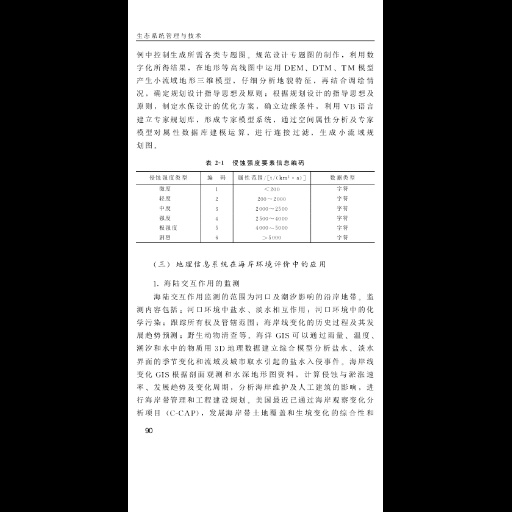 生态系统管理与技术
例中控制生成所需各类专题图。规范设计专题图的制作，利用数
字化所得结果，在地形等高线图中运用 DEM、DTM、TM 模型
产生小流域地形三维模型，仔细分析地貌特征，再结合调绘情
况，确定规划设计指导思想及原则；根据规划设计的指导思想及
原则，制定水保设计的优化方案，确立边缘条件，利用 VB 语言
建立专家规划库，形成专家模型系统，通过空间属性分析及专家
模型对属性数据库建模运算，进行连接过滤，生成小流域规
划图。
表 2-1 侵蚀强度要素信息编码
侵蚀强度类型 编 码 属性范围/[t/(km²·a)] 数据类型
微度 1 <200 字符
轻度 2 200～2000 字符
中度 3 2000～2500 字符
强度 4 2500～4000 字符
极强度 5 4000～5000 字符
剧烈 6 >5000 字符
（三）地理信息系统在海岸环境评价中的应用
1. 海陆交互作用的监测
海陆交互作用监测的范围为河口及潮汐影响的沿岸地带。监
测内容包括：河口环境中盐水、淡水相互作用；河口环境中的化
学污染；跟踪所有权及管辖范围；海岸线变化的历史过程及其发
展趋势预测；野生动物清查等。海洋 GIS 可以通过雨量、温度、
潮汐和水中的物质用 3D 地理数据建立综合模型分析盐水、淡水
界面的季节变化和流域及城市取水引起的盐水入侵事件。海岸线
变化 GIS 根据剖面观测和水深地形图资料，计算侵蚀与淤涨速
率、发展趋势及变化周期，分析海岸维护及人工建筑的影响，进
行海岸带管理和工程建设规划。美国最近已通过海岸观察变化分
析项目（C-CAP），发展海岸带土地覆盖和生境变化的综合性和
90